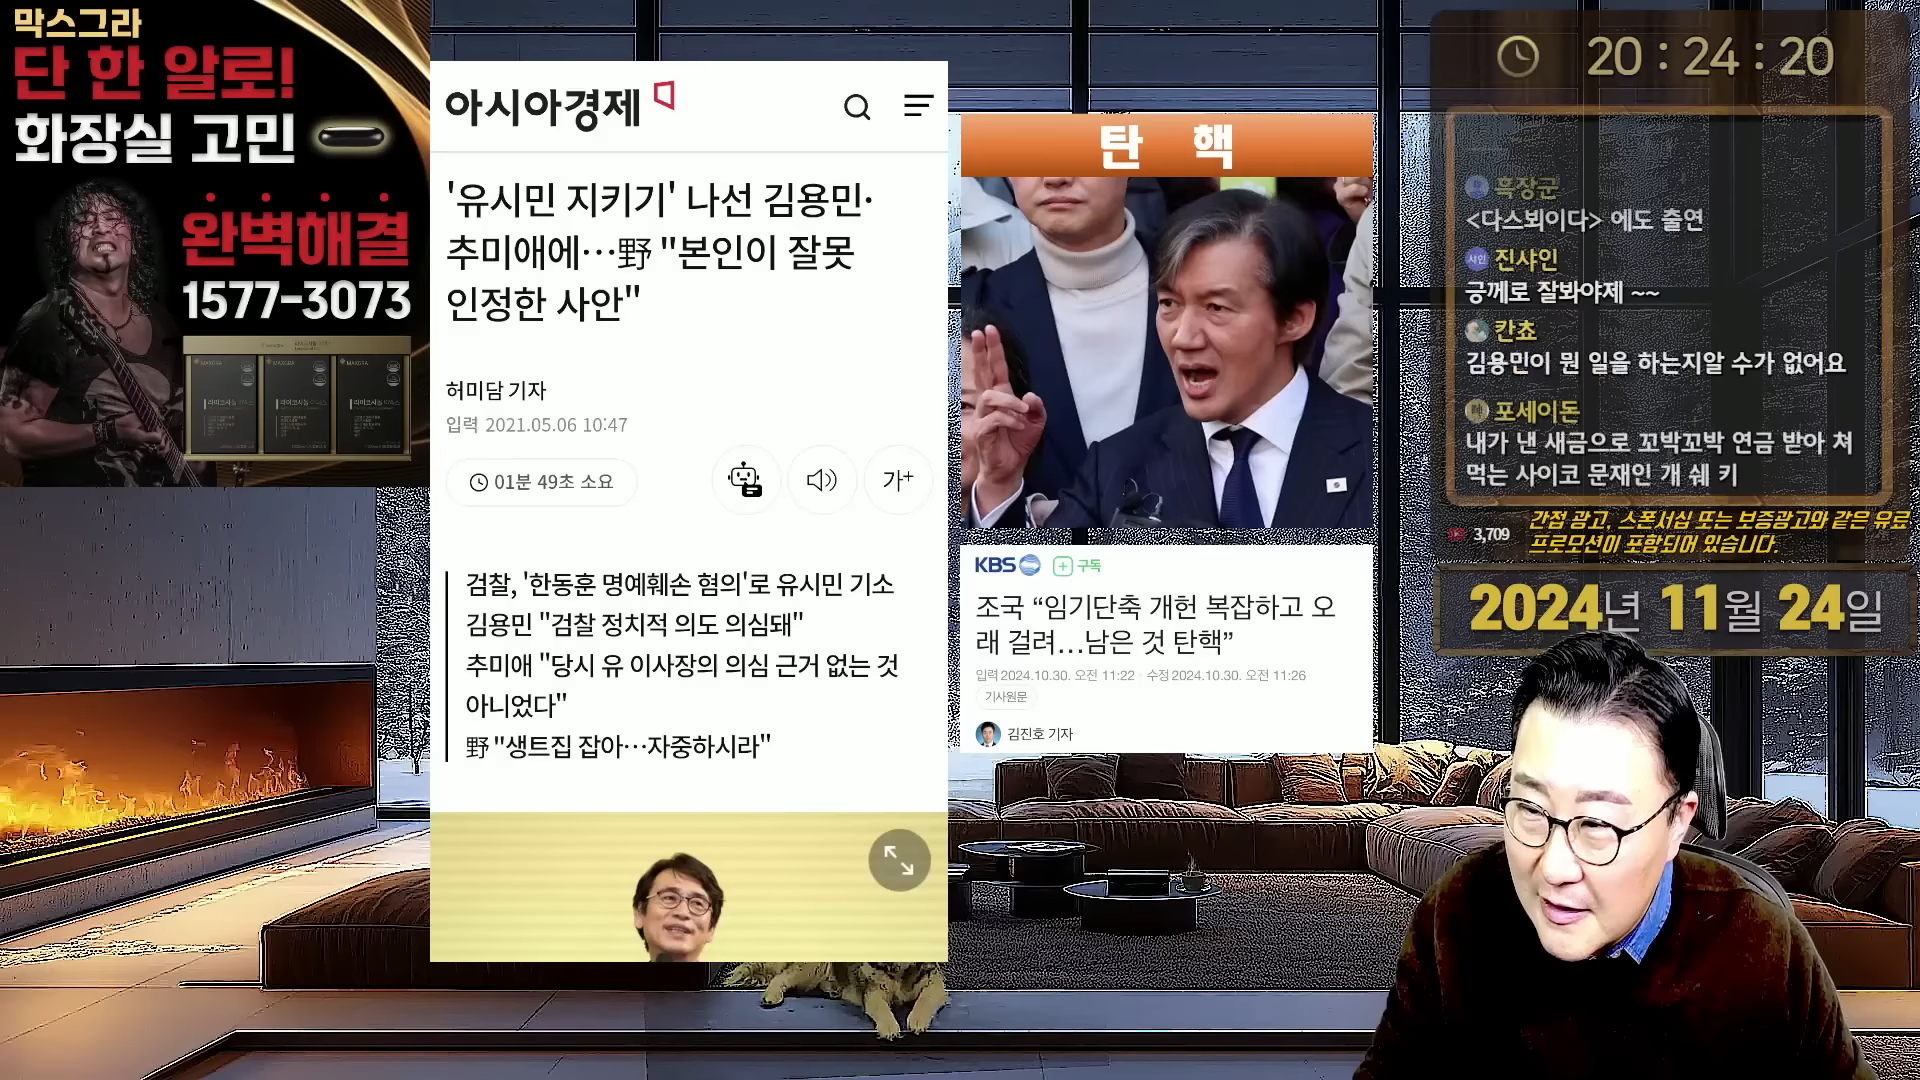 막스그라
단 한 알로!
화장실 고민
완벽해결
1577-3073
아시아경제
'유시민 지키기' 나선 김용민·
추미애에…野 "본인이 잘못
인정한 사안"
허미담 기자
입력 2021.05.06 10:47
01분 49초 소요
가+
검찰, '한동훈 명예훼손 혐의'로 유시민 기소
김용민 "검찰 정치적 의도 의심돼"
추미애 "당시 유 이사장의 의심 근거 없는 것
아니었다"
野 "생트집 잡아…자중하시라"
탄 핵
KBS 구독
조국 “임기단축 개헌 복잡하고 오
래 걸려…남은 것 탄핵”
입력 2024.10.30. 오전 11:22 · 수정 2024.10.30. 오전 11:26
기사원문
김진호 기자
20 : 24 : 20
흑장군
<다스뵈이다> 에도 출연
진샤인
긍께로 잘봐야제 ~~
칸쵸
김용민이 뭔 일을 하는지알 수가 없어요
포세이돈
내가 낸 새금으로 꼬박꼬박 연금 받아 쳐
먹는 사이코 문재인 개 쉐 키
3,709
간접 광고, 스폰서십 또는 보증광고와 같은 유료
프로모션이 포함되어 있습니다.
2024년 11월 24일